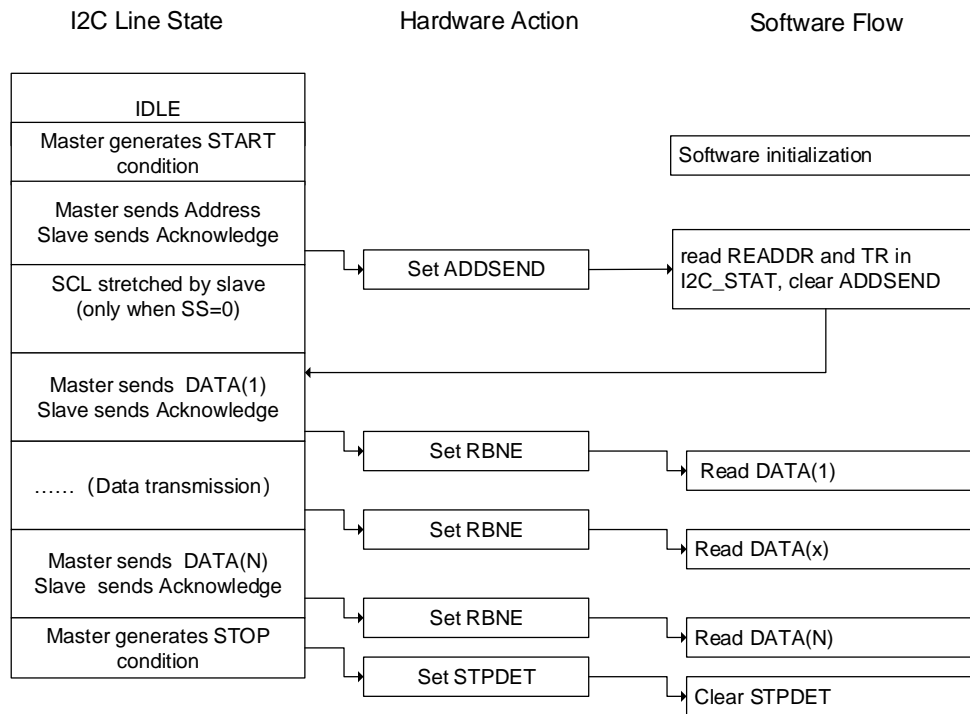 I2C Line State
Hardware Action
Software Flow
IDLE
Master generates START
condition
Software initialization
Master sends Address
Slave sends Acknowledge
Set ADDSEND
read READDR and TR in
I2C_STAT, clear ADDSEND
SCL stretched by slave
(only when SS=0)
Master sends DATA(1)
Slave sends Acknowledge
Set RBNE
Read DATA(1)
…… (Data transmission)
Set RBNE
Read DATA(x)
Master sends DATA(N)
Slave sends Acknowledge
Set RBNE
Read DATA(N)
Master generates STOP
condition
Set STPDET
Clear STPDET